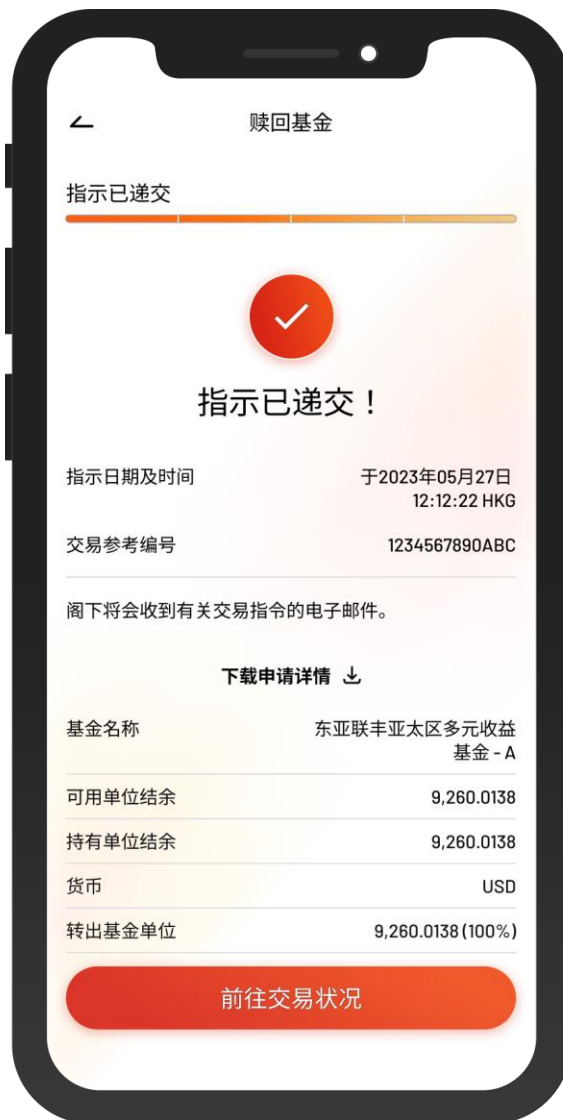 赎回基金
指示已递交
指示已递交！
指示日期及时间
于2023年05月27日
12:12:22 HKG
交易参考编号
1234567890ABC
阁下将会收到有关交易指令的电子邮件。
下载申请详情
基金名称
东亚联丰亚太区多元收益
基金 - A
可用单位结余
9,260.0138
持有单位结余
9,260.0138
货币
USD
转出基金单位
9,260.0138 (100%)
前往交易状况